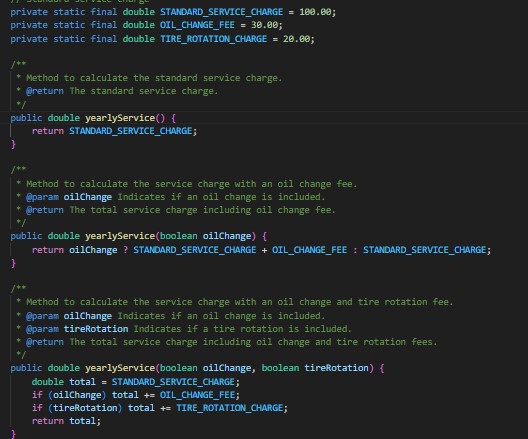 // Standard service charge
private static final double STANDARD_SERVICE_CHARGE = 100.00;
private static final double OIL_CHANGE_FEE = 30.00;
private static final double TIRE_ROTATION_CHARGE = 20.00;
/**
* Method to calculate the standard service charge.
* @return The standard service charge.
*/
public double yearlyService() {
return STANDARD_SERVICE_CHARGE;
}
/**
* Method to calculate the service charge with an oil change fee.
* @param oilChange Indicates if an oil change is included.
* @return The total service charge including oil change fee.
*/
public double yearlyService(boolean oilChange) {
return oilChange ? STANDARD_SERVICE_CHARGE + OIL_CHANGE_FEE : STANDARD_SERVICE_CHARGE;
}
/**
* Method to calculate the service charge with an oil change and tire rotation fee.
* @param oilChange Indicates if an oil change is included.
* @param tireRotation Indicates if a tire rotation is included.
* @return The total service charge including oil change and tire rotation fees.
*/
public double yearlyService(boolean oilChange, boolean tireRotation) {
double total = STANDARD_SERVICE_CHARGE;
if (oilChange) total += OIL_CHANGE_FEE;
if (tireRotation) total += TIRE_ROTATION_CHARGE;
return total;
}